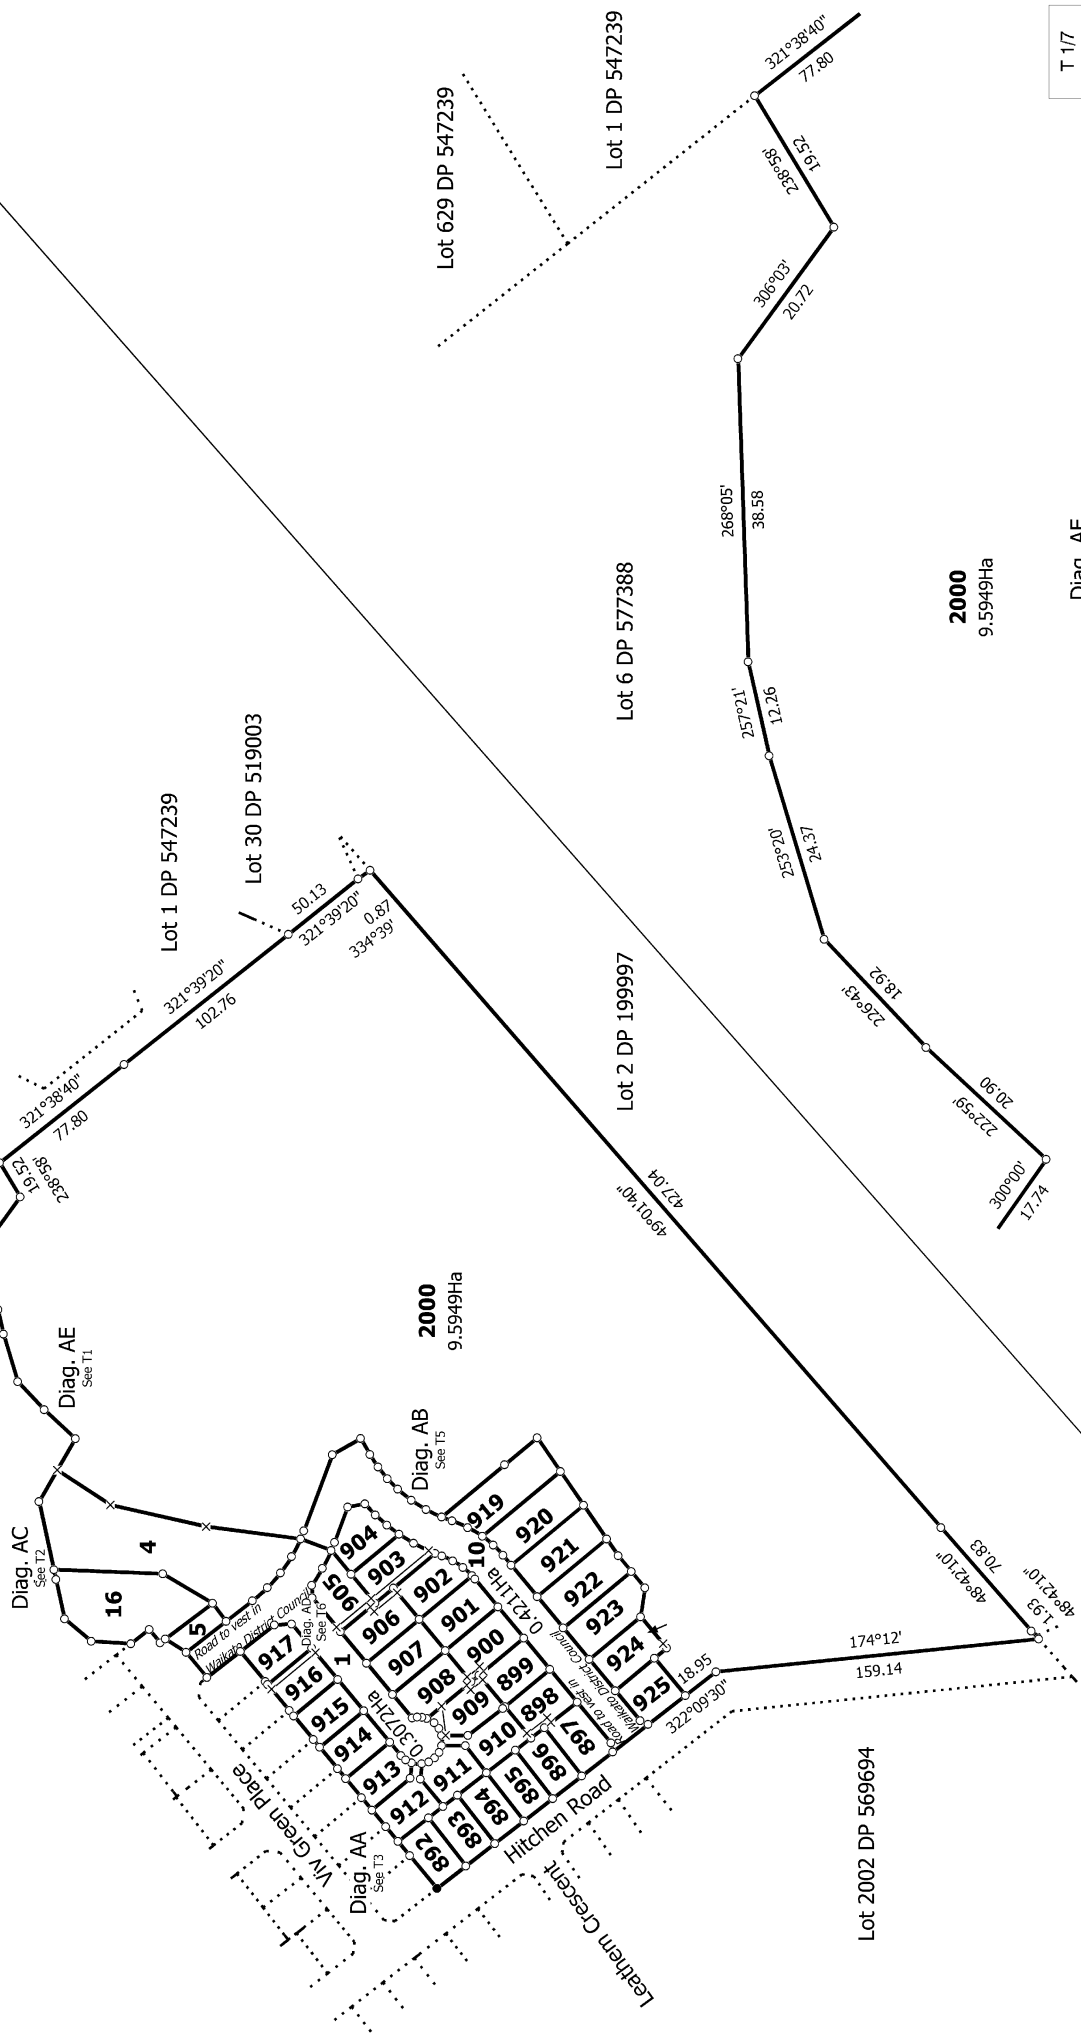 T 1/7
Lot 1 DP 547239
Lot 629 DP 547239
321°38'40"
77.80
238°58'
19.52
306°03'
20.72
268°05'
38.58
257°21'
12.26
253°20'
24.37
226°43'
18.92
222°59'
20.90
300°00'
17.74
Lot 6 DP 577388
2000
9.5949Ha
Diag. AE
Lot 1 DP 547239
Lot 30 DP 519003
50.13
321°39'20"
0.87
334°39'
321°39'20"
102.76
321°38'40"
77.80
19.52
238°58'
Lot 2 DP 199997
49°01'40"
427.04
2000
9.5949Ha
Diag. AE
See T1
Diag. AB
See T5
Diag. AC
See T2
Diag. AD
See T6
Diag. AA
See T3
4
16
5
Road to vest in
Waikato District Council
917
916
915
914
913
912
911
910
909
908
907
906
905
904
903
902
901
900
899
898
897
896
895
894
893
892
1
0.3072Ha
10
0.4211Ha
Road to vest in
Waikato District Council
919
920
921
922
923
924
925
18.95
322°09'30"
174°12'
159.14
48°42'10"
70.83
1.93
48°42'10"
Viv Green Place
Hitchen Road
Leathem Crescent
Lot 2002 DP 569694